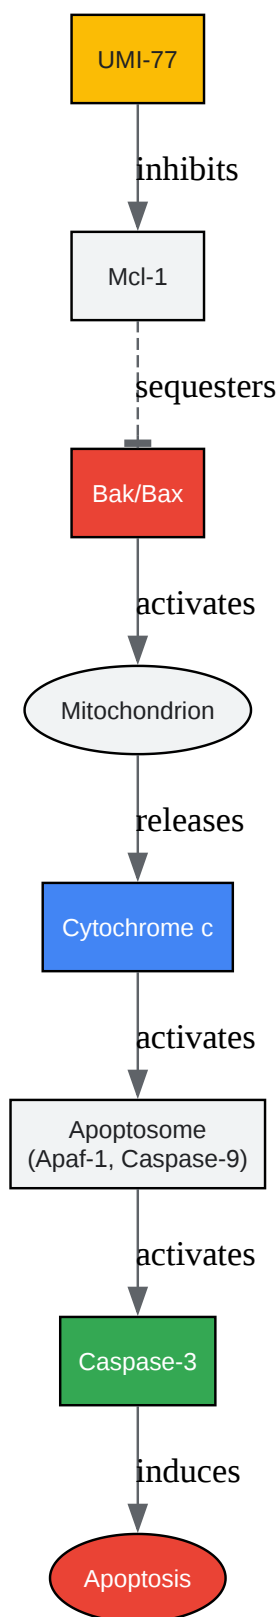 UMI-77
inhibits
Mcl-1
sequesters
Bak/Bax
activates
Mitochondrion
releases
Cytochrome c
activates
Apoptosome
(Apaf-1, Caspase-9)
activates
Caspase-3
induces
Apoptosis